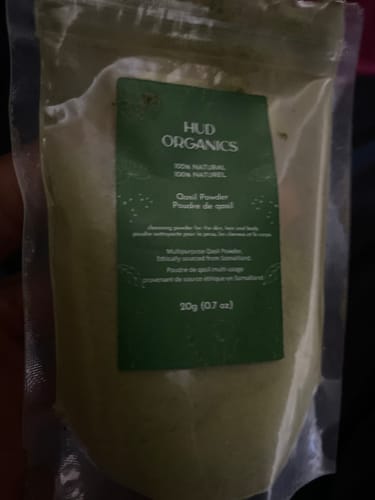 HUD
ORGANICS
100% NATURAL
100% NATUREL
Qasil Powder
Poudre de qasil
cleansing powder for the skin, hair and body.
poudre nettoyante pour la peau, les cheveux et le corps.
Multipurpose Qasil Powder,
Ethically sourced from Somaliland.
Poudre de qasil multi-usage
provenant de source éthique en Somaliland.
20g (0.7 oz)